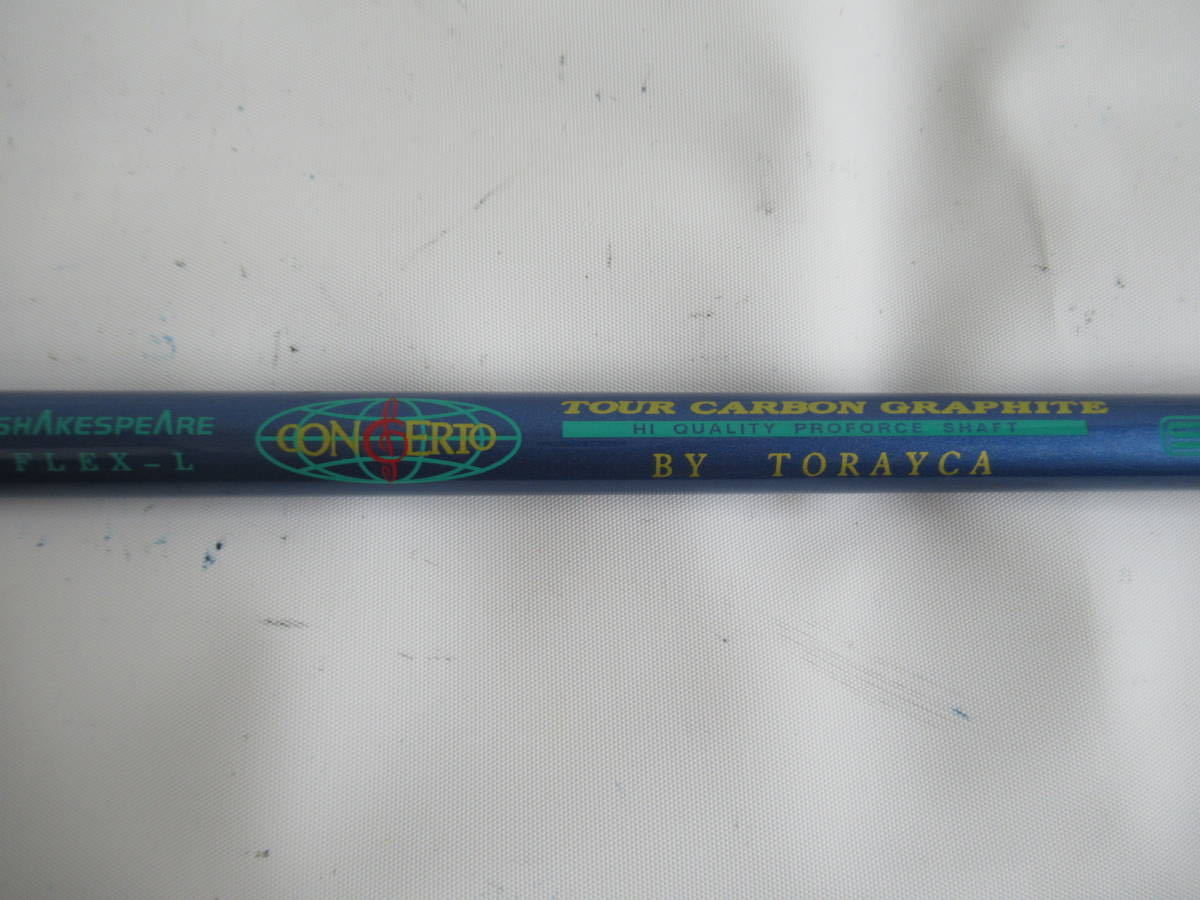 SHAKESPEARE
FLEX-L
CONCERTO
TOUR CARBON GRAPHITE
HI QUALITY PROFORCE SHAFT
BY TORAYCA